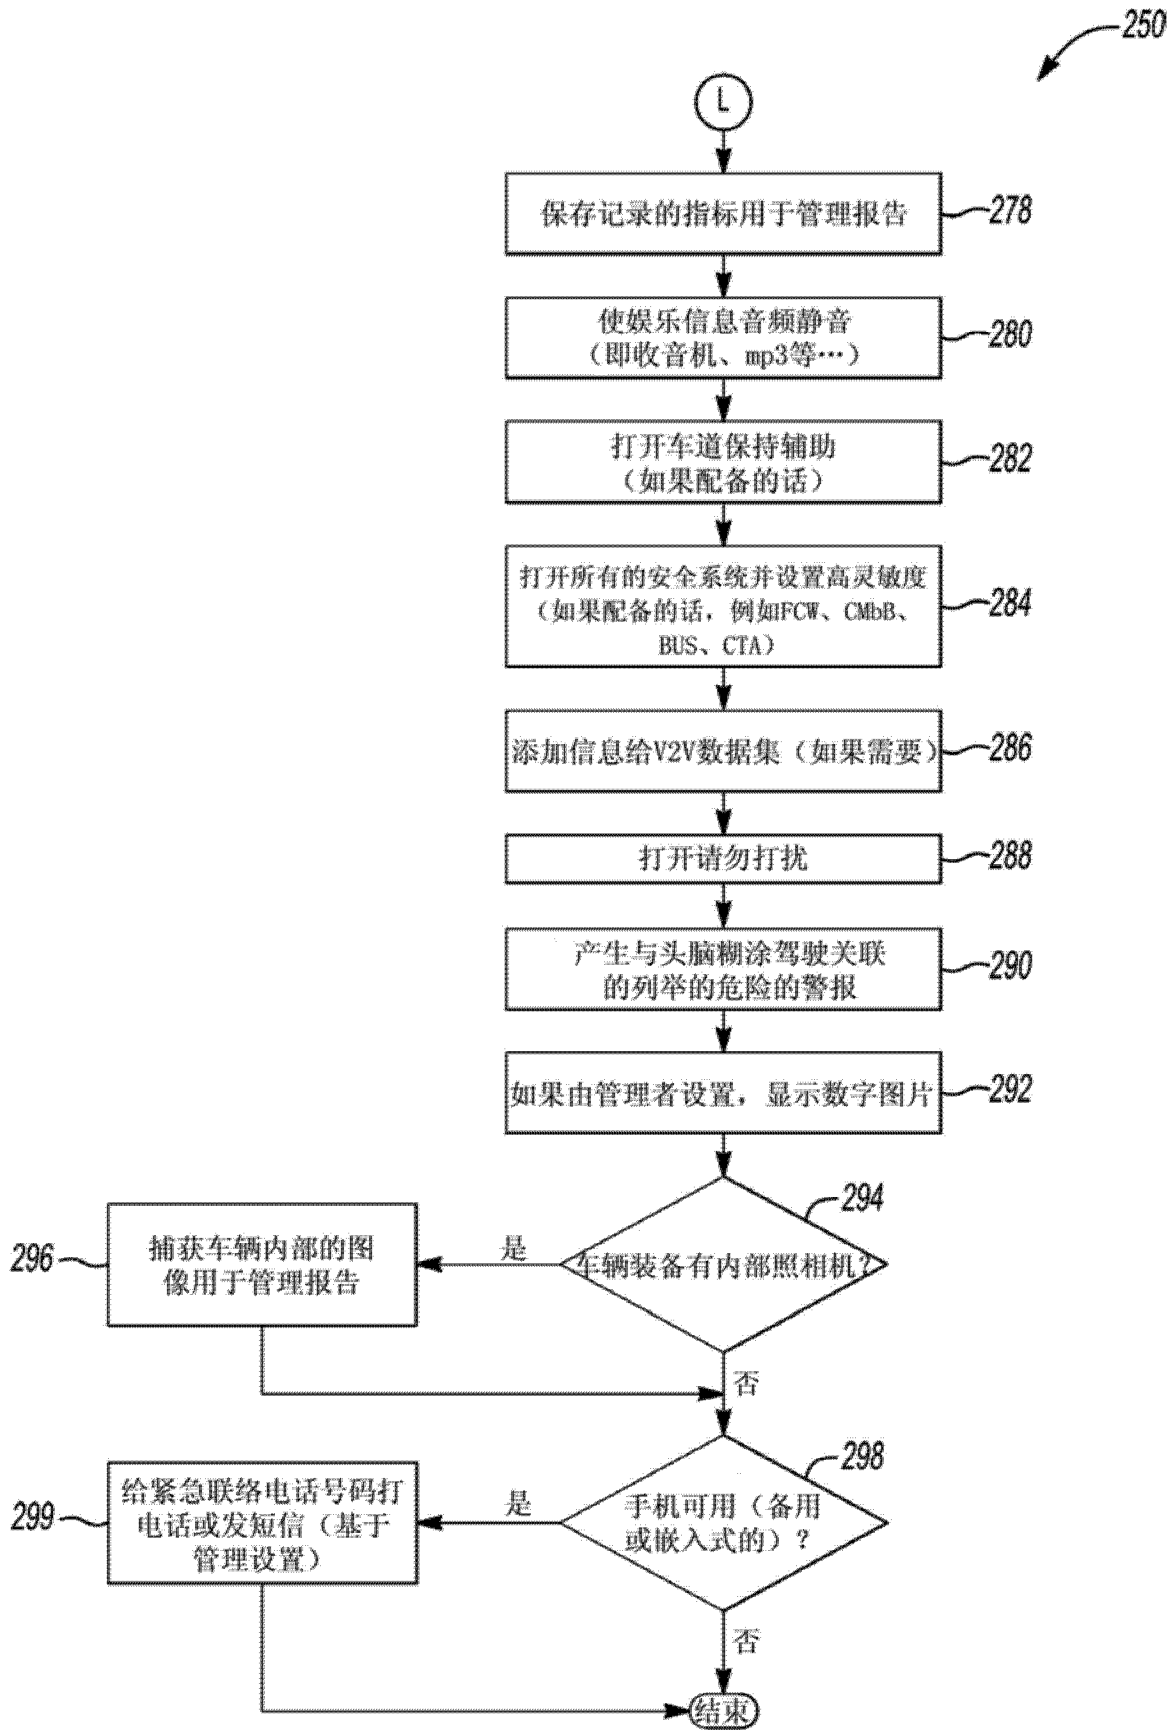 250
L
保存记录的指标用于管理报告
278
使娱乐信息音频静音
（即收音机、mp3等…）
280
打开车道保持辅助
（如果配备的话）
282
打开所有的安全系统并设置高灵敏度
（如果配备的话，例如FCW、CMbB、
BUS、CTA）
284
添加信息给V2V数据集（如果需要）
286
打开请勿打扰
288
产生与头脑糊涂驾驶关联
的列举的危险的警报
290
如果由管理者设置，显示数字图片
292
294
车辆装备有内部照相机？
是
捕获车辆内部的图
像用于管理报告
296
否
298
手机可用（备用
或嵌入式的）？
是
给紧急联络电话号码打
电话或发短信（基于
管理设置）
299
否
结束